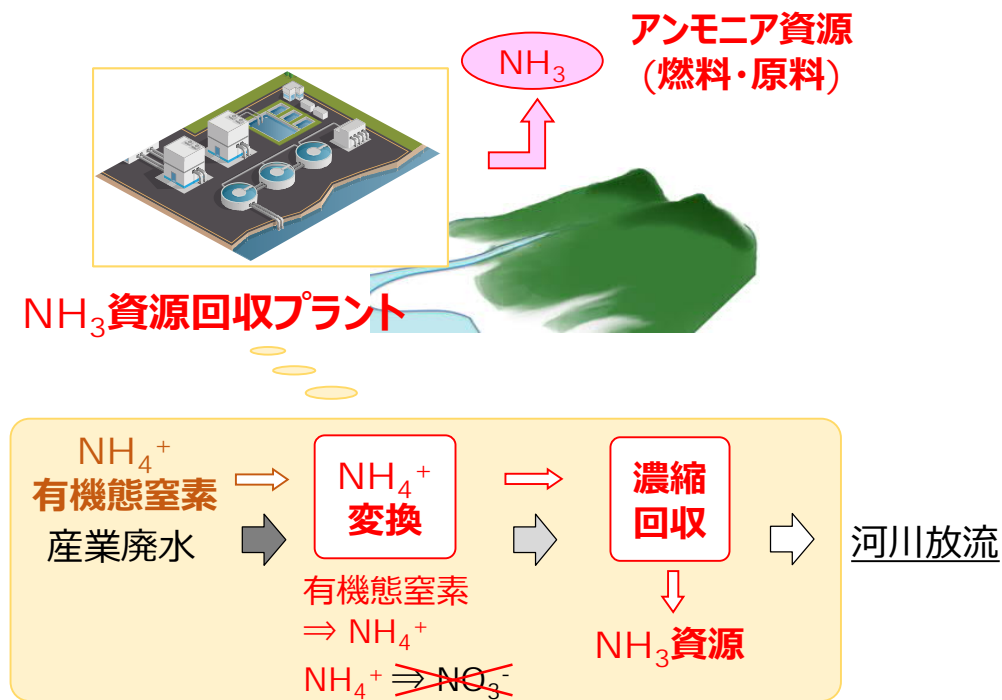 アンモニア資源
(燃料・原料)
NH₃
NH₃資源回収プラント
NH₄⁺
有機態窒素
産業廃水
NH₄⁺
変換
有機態窒素
⇒ NH₄⁺
NH₄⁺ ⇒ NO₃⁻
濃縮
回収
NH₃資源
河川放流